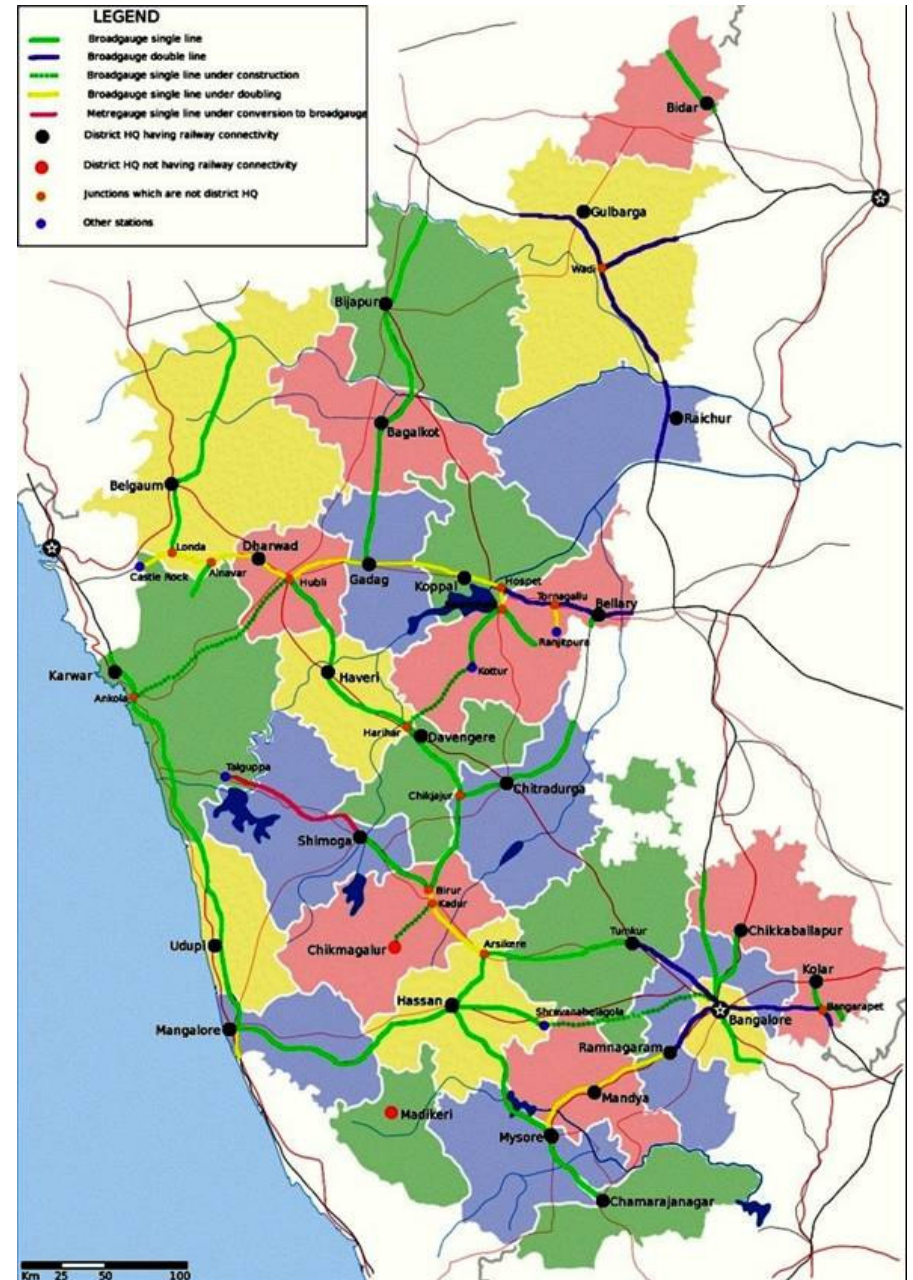 LEGEND
Broadgauge single line
Broadgauge double line
Broadgauge single line under construction
Broadgauge single line under doubling
Metregauge single line under conversion to broadgauge
District HQ having railway connectivity
District HQ not having railway connectivity
Junctions which are not district HQ
Other stations
Bidar
Gulbarga
Wadi
Bijapur
Raichur
Bagalkot
Belgaum
Londa
Dharwad
Castle Rock
Alnavar
Hubli
Gadag
Koppal
Hospet
Tornagallu
Bellary
Ranjitpura
Karwar
Haveri
Kottur
Ankola
Harihar
Davengere
Talguppa
Chikjajur
Chitradurga
Shimoga
Birur
Kadur
Udupi
Chikmagalur
Arsikere
Tumkur
Chikkaballapur
Kolar
Hassan
Shravanabelagola
Bangarapet
Mangalore
Bangalore
Ramnagaram
Madikeri
Mandya
Mysore
Chamarajanagar
Km 25 50 100